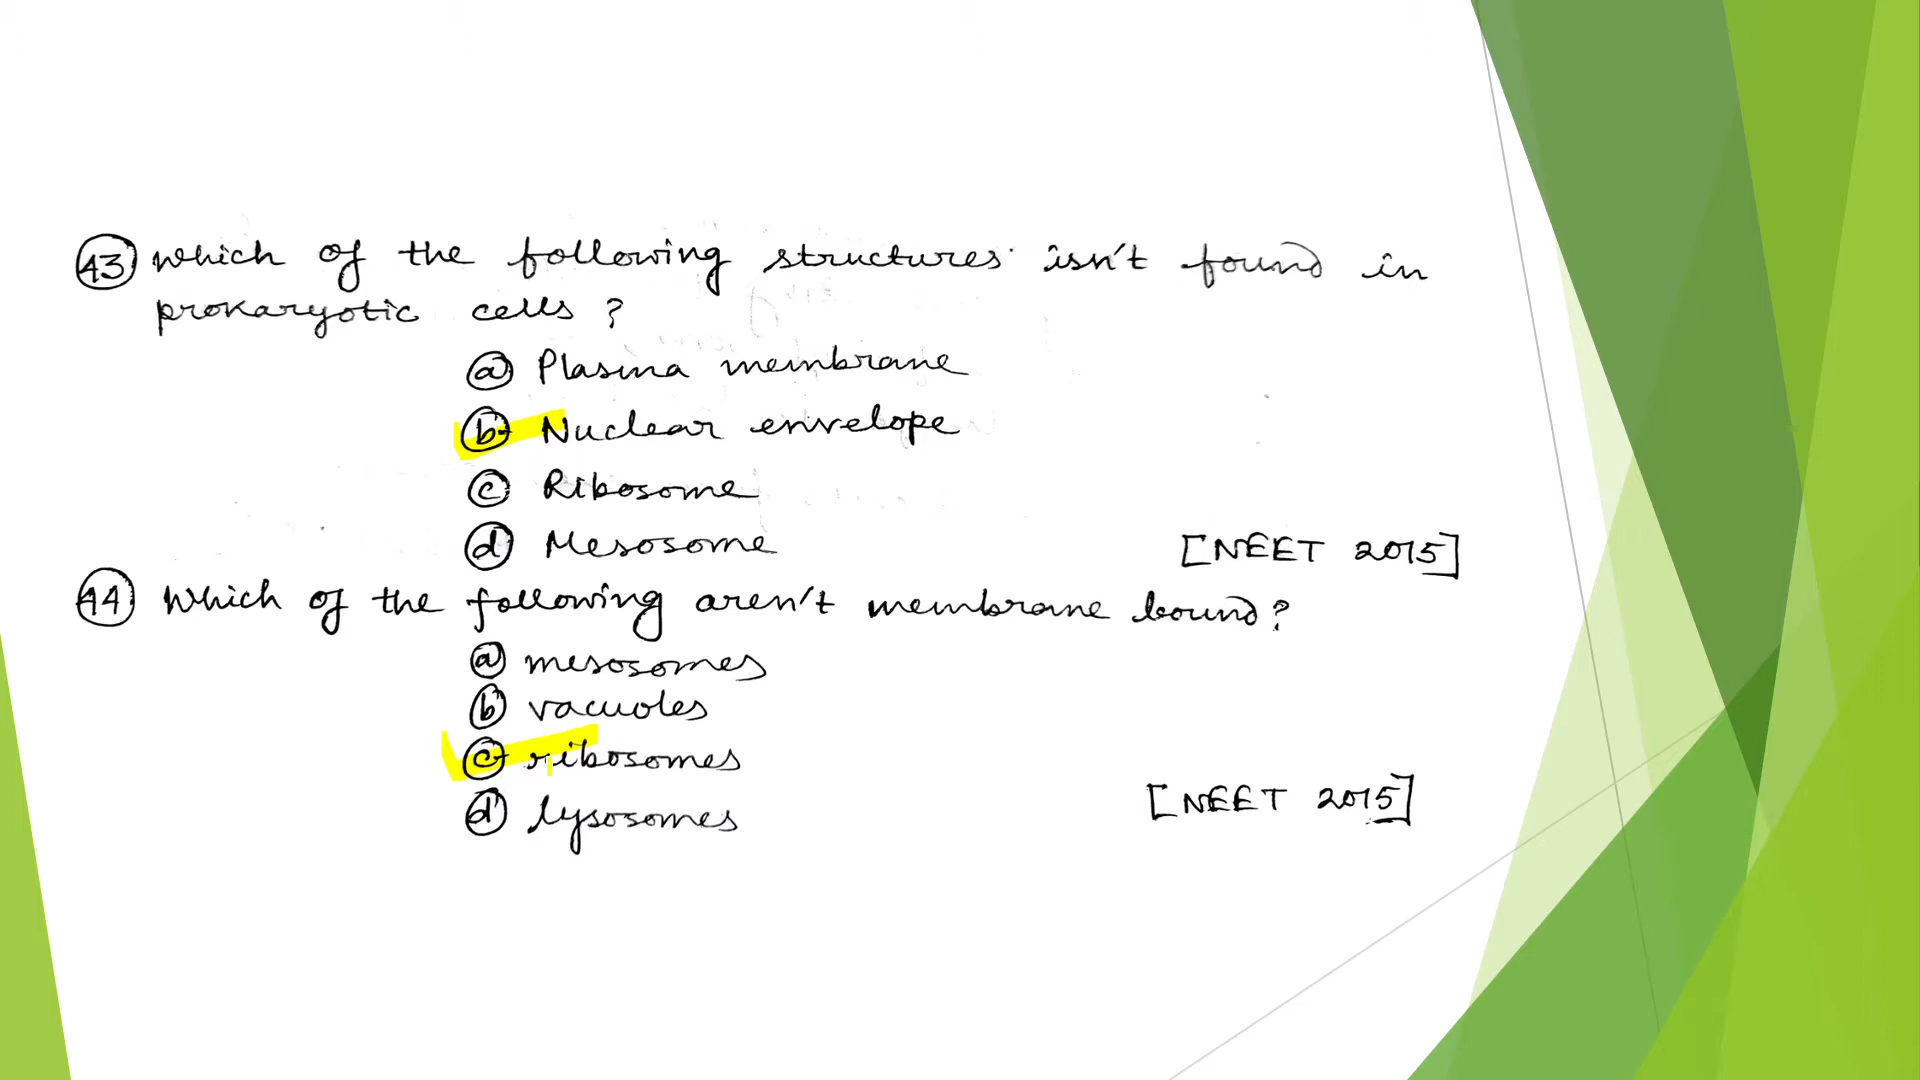 43 Which of the following structures isn't found in
prokaryotic cells ?
a Plasma membrane
b Nuclear envelope
c Ribosome
d Mesosome
[NEET 2015]
44 Which of the following aren't membrane bound?
a mesosomes
b vacuoles
c ribosomes
d lysosomes
[NEET 2015]